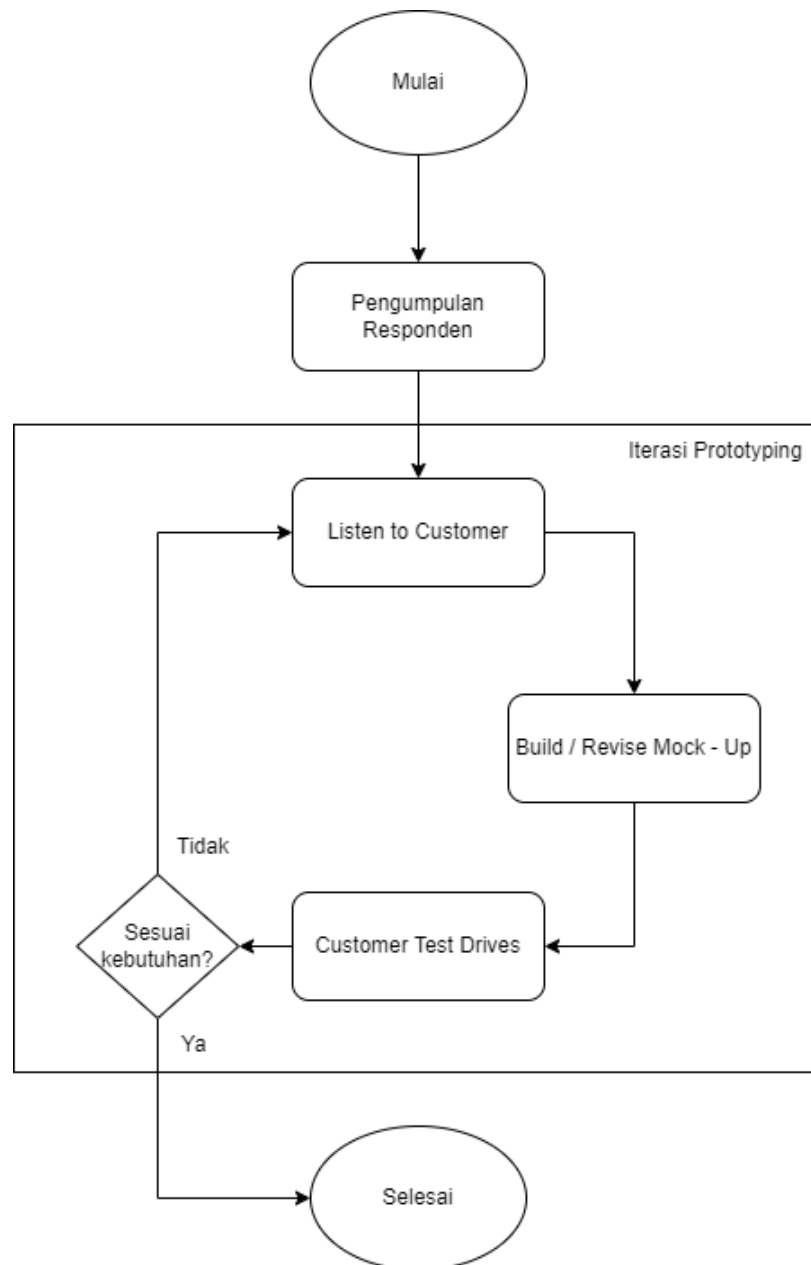 Mulai
Pengumpulan
Responden
Iterasi Prototyping
Listen to Customer
Build / Revise Mock - Up
Tidak
Sesuai
kebutuhan?
Customer Test Drives
Ya
Selesai